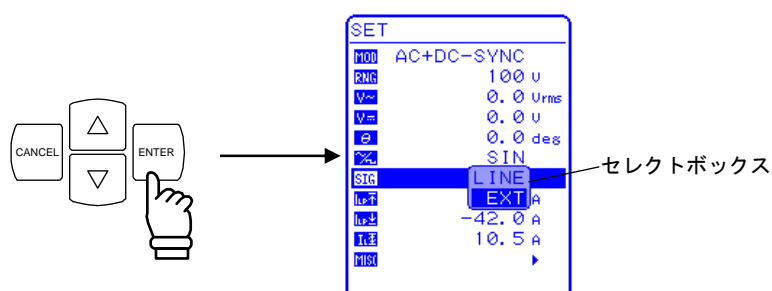 SET
MOD AC+DC-SYNC
RNG 100 V
V~ 0.0 Vrms
V= 0.0 V
θ 0.0 deg
SIN
SIG LINE
EXT A
-42.0 A
10.5 A
MISC
CANCEL
ENTER
セレクトボックス